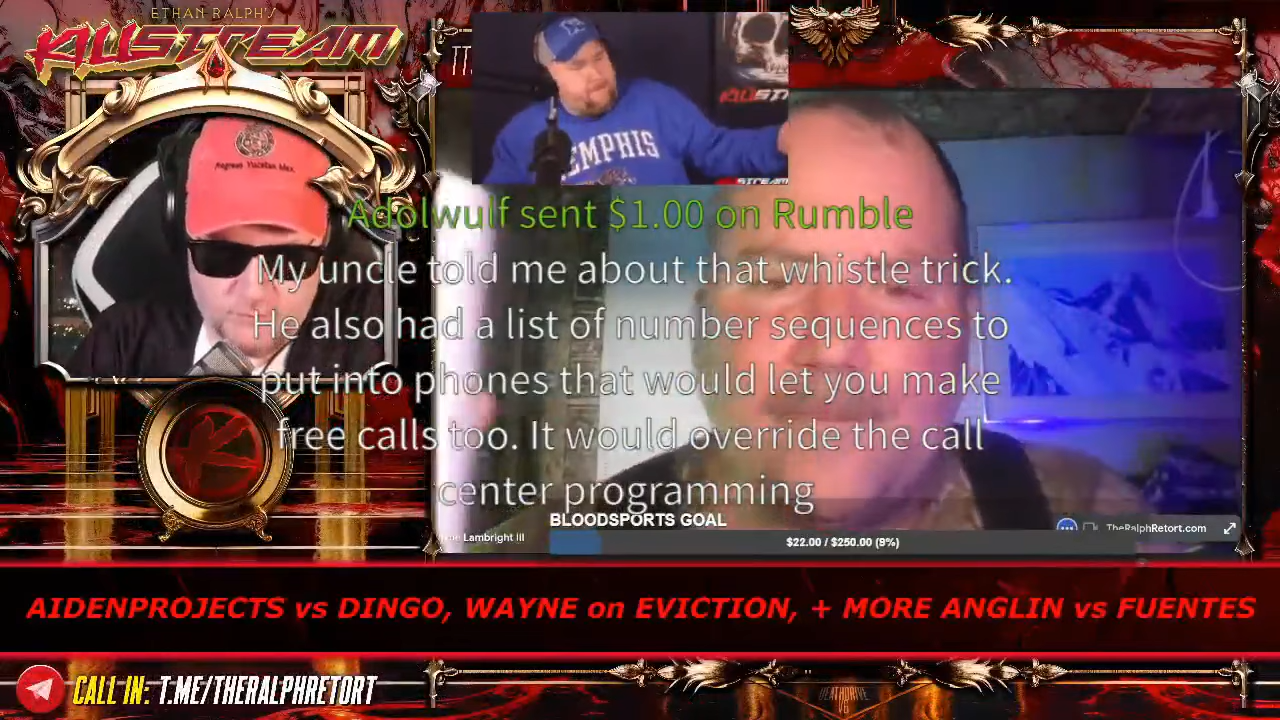 ETHAN RALPH'S
KILLSTREAM
MEMPHIS
Adolwulf sent $1.00 on Rumble
My uncle told me about that whistle trick.
He also had a list of number sequences to
put into phones that would let you make
free calls too. It would override the call
center programming
BLOODSPORTS GOAL
Lambright III
$22.00 / $250.00 (9%)
TheRalphRetort.com
AIDENPROJECTS vs DINGO, WAYNE on EVICTION, + MORE ANGLIN vs FUENTES
CALL IN: T.ME/THERALPHRETORT